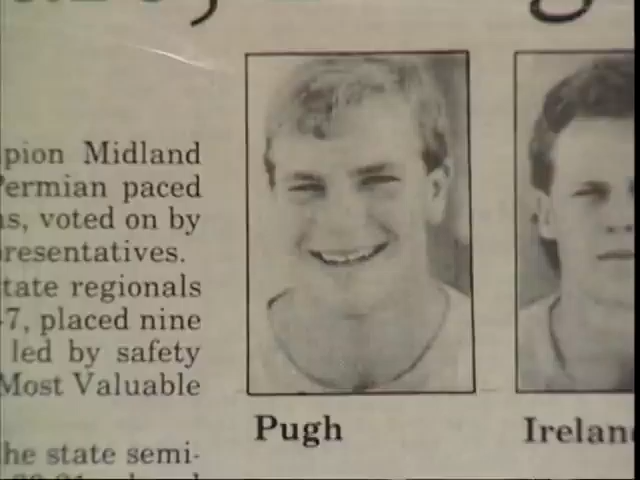 pion Midland
ermian paced
s, voted on by
resentatives.
tate regionals
7, placed nine
led by safety
Most Valuable
he state semi-
Pugh
Irelan